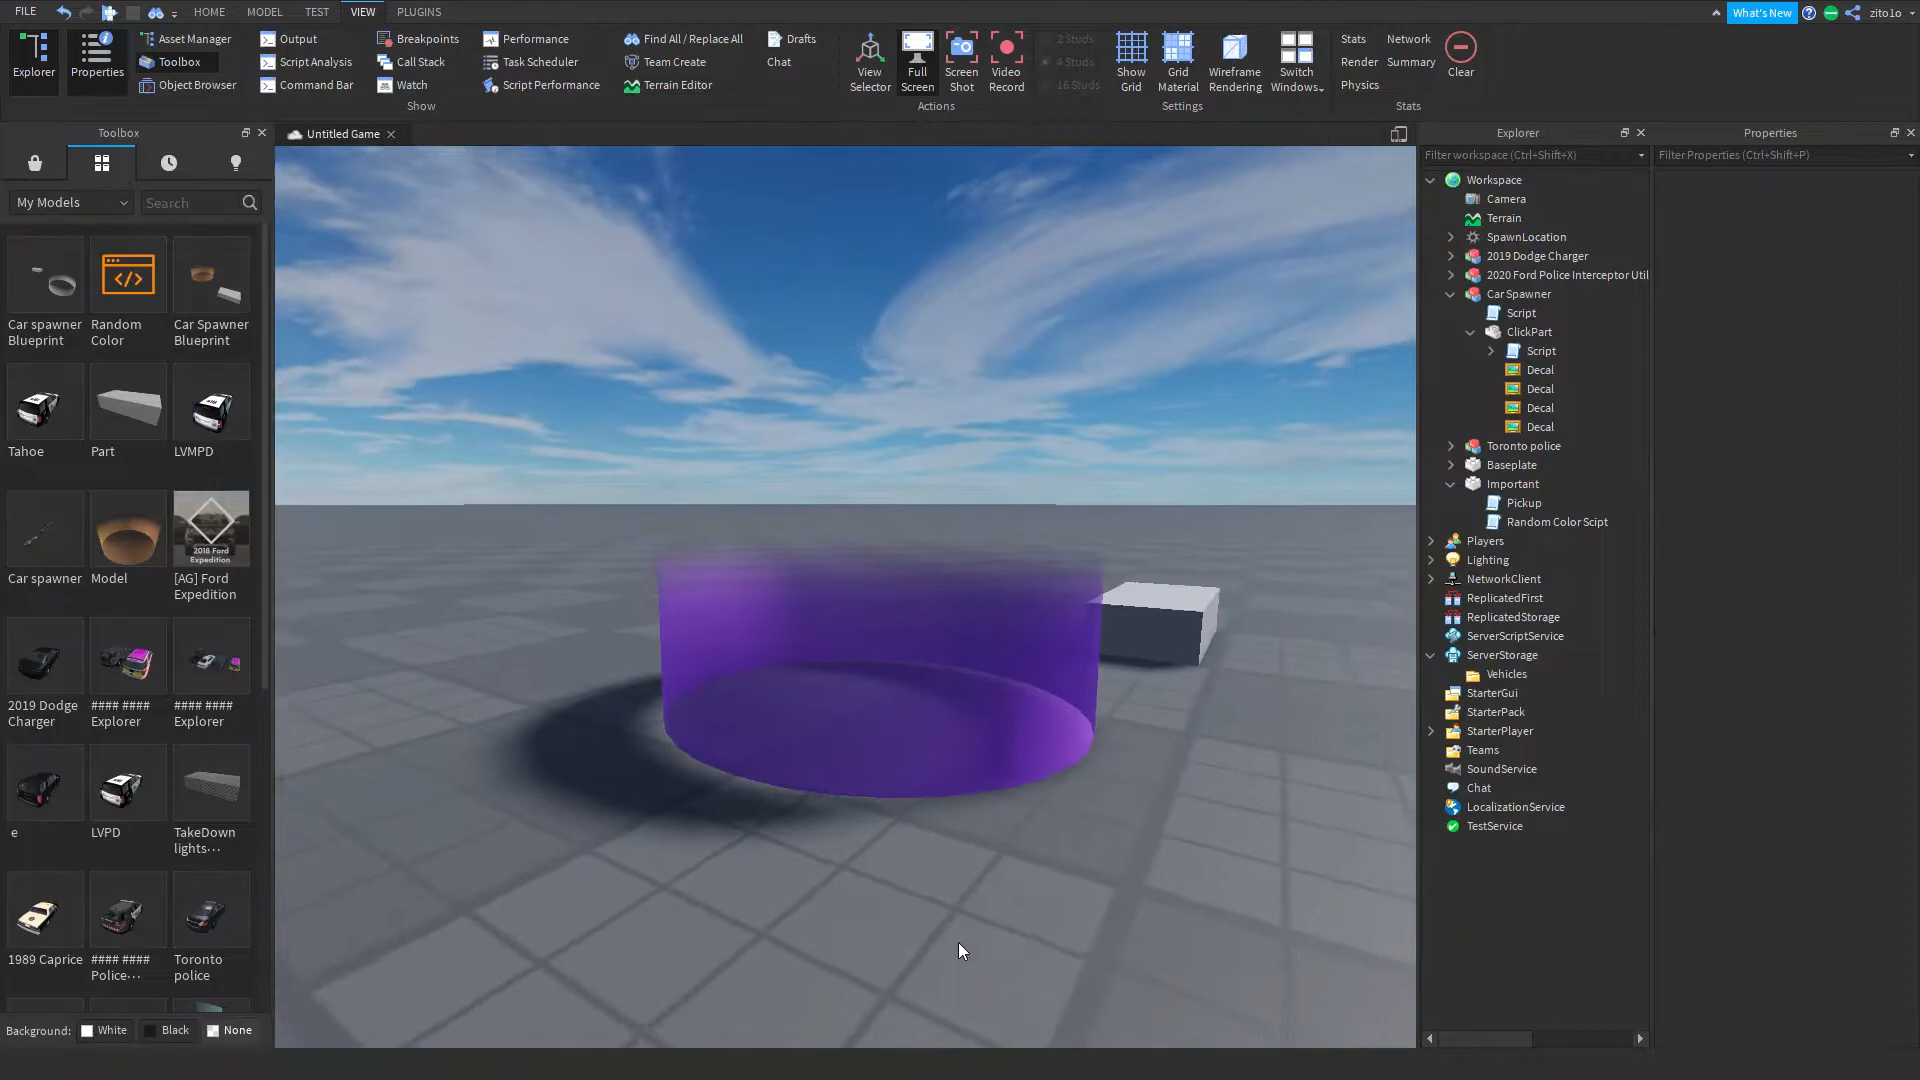 FILE HOME MODEL TEST VIEW PLUGINS What's New zito1o
Explorer
Properties
Asset Manager
Toolbox
Object Browser
Output
Script Analysis
Command Bar
Breakpoints
Call Stack
Watch
Performance
Task Scheduler
Script Performance
Find All / Replace All
Team Create
Terrain Editor
Drafts
Chat
Show
View
Selector
Full
Screen
Screen
Shot
Video
Record
Actions
2 Studs
4 Studs
16 Studs
Show
Grid
Grid
Material
Wireframe
Rendering
Switch
Windows
Settings
Stats Network
Render Summary
Physics
Clear
Stats
Toolbox
My Models Search
Car spawner
Blueprint
Random
Color
Car Spawner
Blueprint
Tahoe
Part
LVMPD
Car spawner
Model
2018 Ford
Expedition
[AG] Ford
Expedition
2019 Dodge
Charger
#### ####
Explorer
#### ####
Explorer
e
LVPD
TakeDown
lights...
1989 Caprice
#### ####
Police...
Toronto
police
Background: White Black None
Untitled Game
Explorer
Filter workspace (Ctrl+Shift+X)
Workspace
Camera
Terrain
SpawnLocation
2019 Dodge Charger
2020 Ford Police Interceptor Util
Car Spawner
Script
ClickPart
Script
Decal
Decal
Decal
Decal
Toronto police
Baseplate
Important
Pickup
Random Color Scipt
Players
Lighting
NetworkClient
ReplicatedFirst
ReplicatedStorage
ServerScriptService
ServerStorage
Vehicles
StarterGui
StarterPack
StarterPlayer
Teams
SoundService
Chat
LocalizationService
TestService
Properties
Filter Properties (Ctrl+Shift+P)